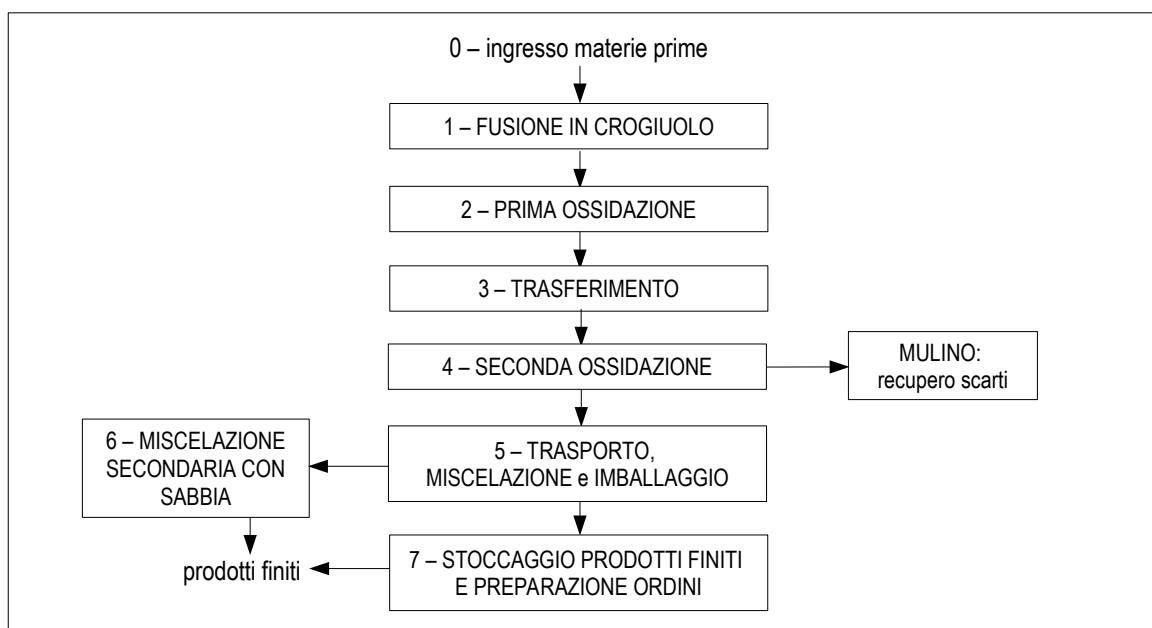 0 – ingresso materie prime
1 – FUSIONE IN CROGIUOLO
2 – PRIMA OSSIDAZIONE
3 – TRASFERIMENTO
4 – SECONDA OSSIDAZIONE
MULINO:
recupero scarti
5 – TRASPORTO,
MISCELAZIONE e IMBALLAGGIO
6 – MISCELAZIONE
SECONDARIA CON
SABBIA
7 – STOCCAGGIO PRODOTTI FINITI
E PREPARAZIONE ORDINI
prodotti finiti